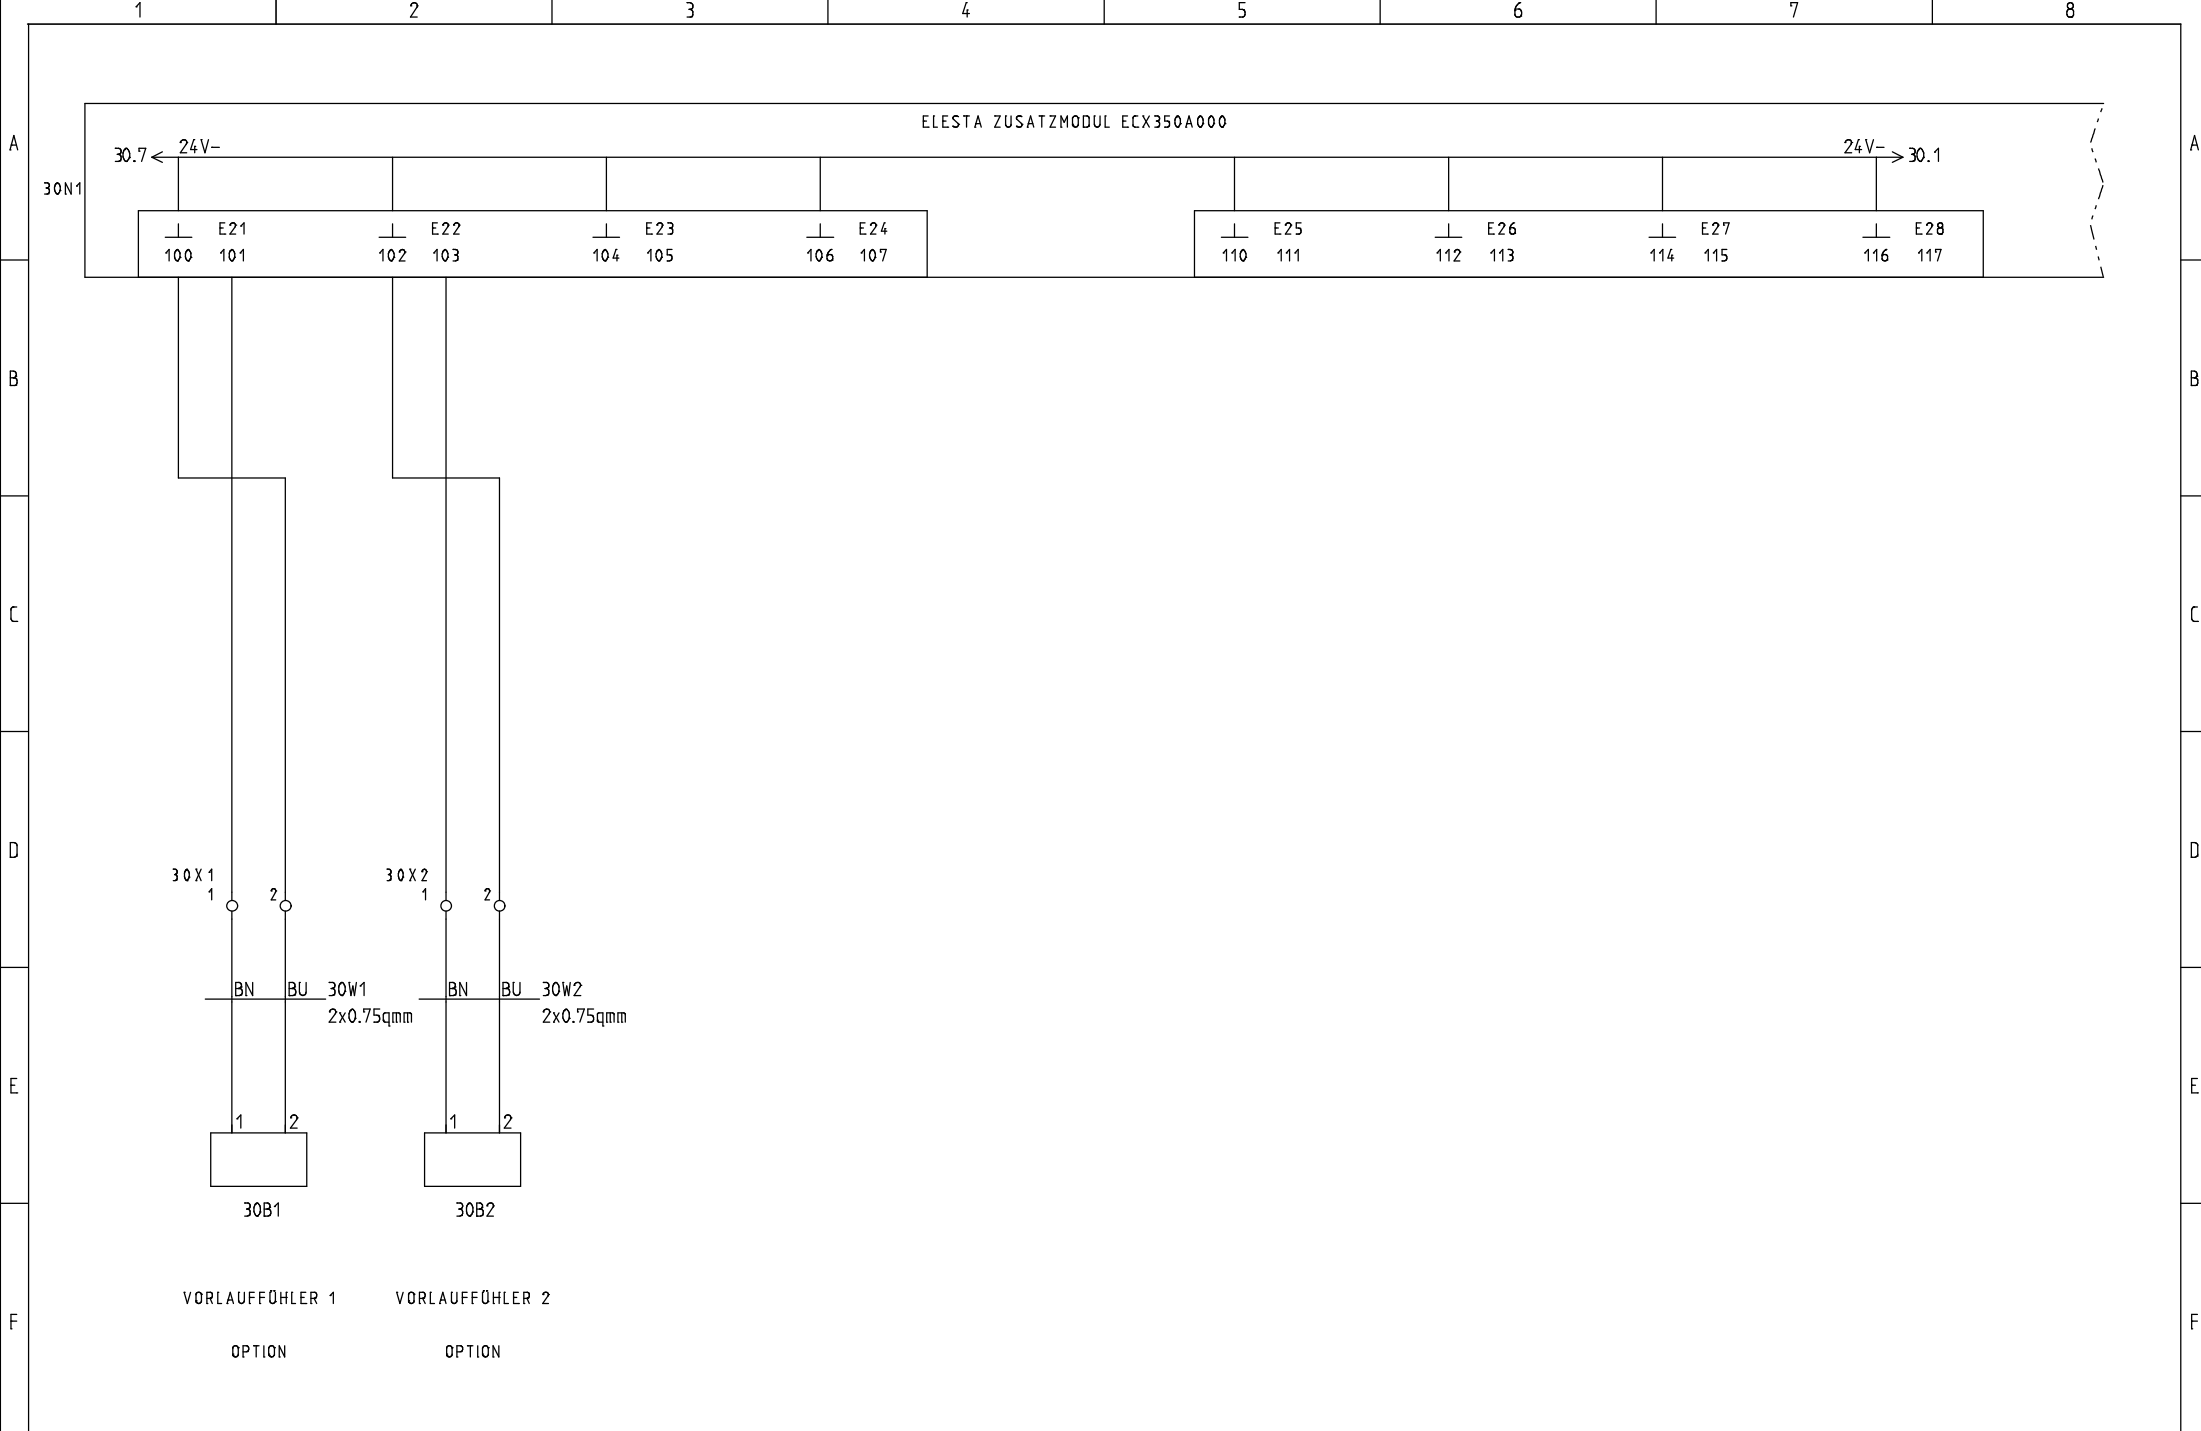 1 2 3 4 5 6 7 8
ELESTA ZUSATZMODUL ECX350A000
A A
30.7 24V- 24V- 30.1
30N1
E21 E22 E23 E24 E25 E26 E27 E28
100 101 102 103 104 105 106 107 110 111 112 113 114 115 116 117
B B
C C
D D
30X1 30X2
1 2 1 2
BN BU 30W1 BN BU 30W2
2x0.75qmm 2x0.75qmm
E E
1 2 1 2
30B1 30B2
VORLAUFFÜHLER 1 VORLAUFFÜHLER 2
F F
OPTION OPTION